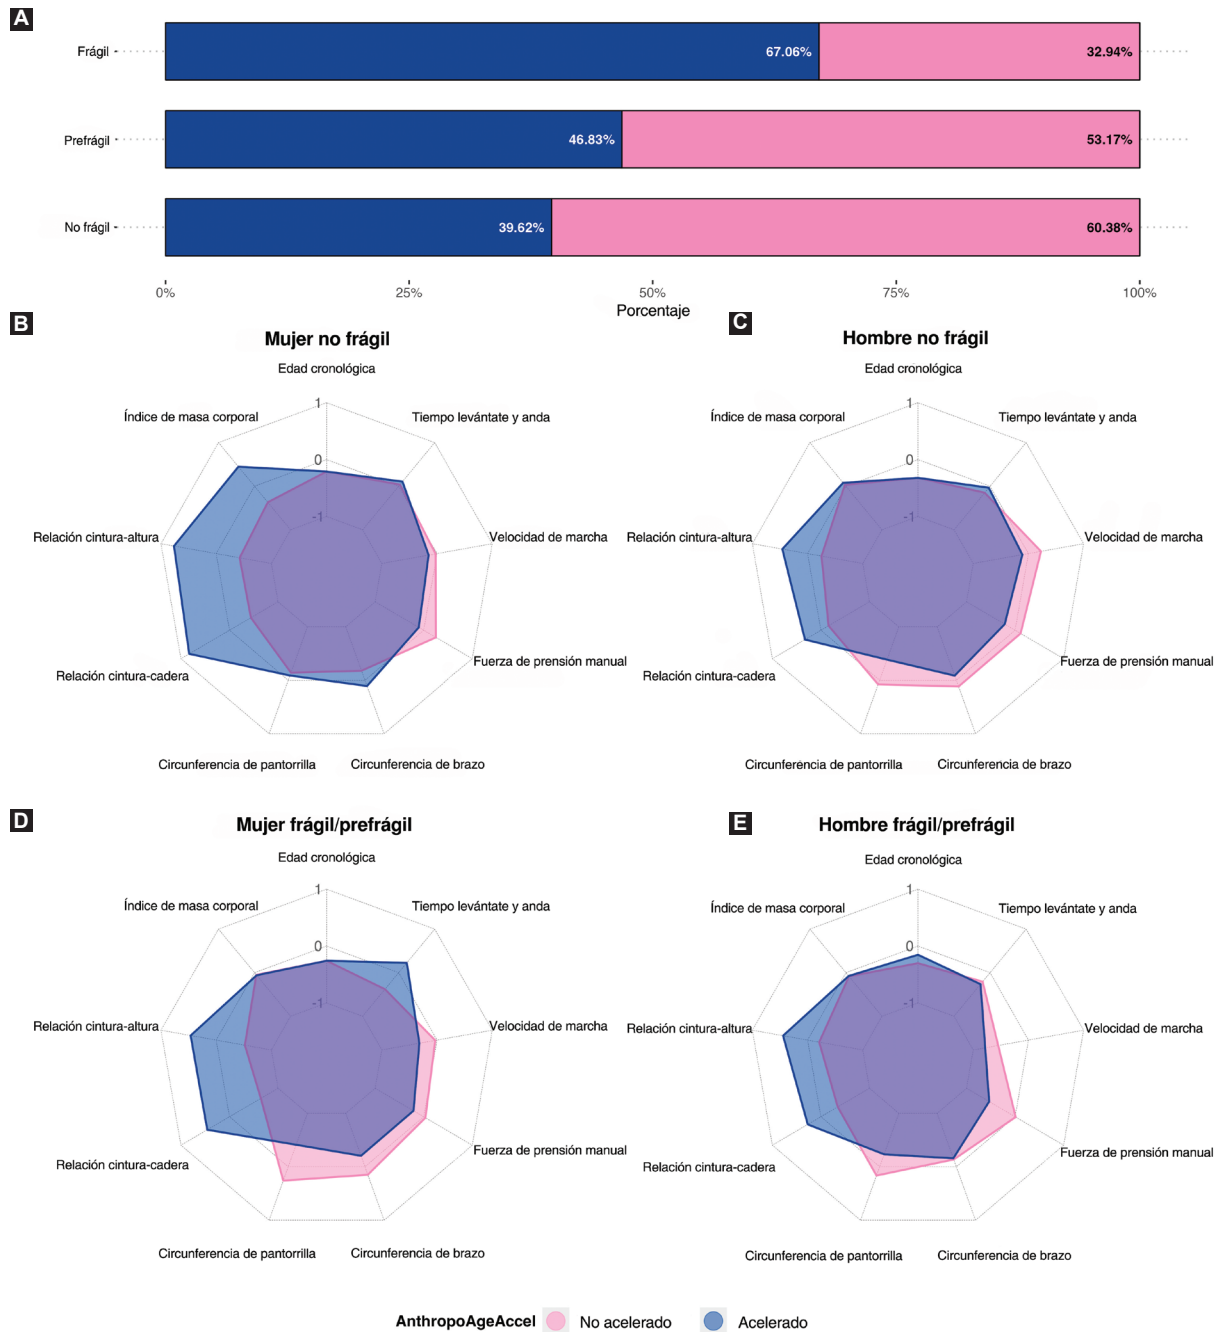 A
Frágil
67.06%
32.94%
Prefrágil
46.83%
53.17%
No frágil
39.62%
60.38%
0%
25%
50%
75%
100%
Porcentaje
B
Mujer no frágil
Edad cronológica
Índice de masa corporal
Tiempo levántate y anda
1
0
-1
Relación cintura-altura
Velocidad de marcha
Relación cintura-cadera
Fuerza de prensión manual
Circunferencia de pantorrilla
Circunferencia de brazo
C
Hombre no frágil
Edad cronológica
Índice de masa corporal
Tiempo levántate y anda
1
0
-1
Relación cintura-altura
Velocidad de marcha
Relación cintura-cadera
Fuerza de prensión manual
Circunferencia de pantorrilla
Circunferencia de brazo
D
Mujer frágil/prefrágil
Edad cronológica
Índice de masa corporal
Tiempo levántate y anda
1
0
-1
Relación cintura-altura
Velocidad de marcha
Relación cintura-cadera
Fuerza de prensión manual
Circunferencia de pantorrilla
Circunferencia de brazo
E
Hombre frágil/prefrágil
Edad cronológica
Índice de masa corporal
Tiempo levántate y anda
1
0
-1
Relación cintura-altura
Velocidad de marcha
Relación cintura-cadera
Fuerza de prensión manual
Circunferencia de pantorrilla
Circunferencia de brazo
AnthropoAgeAccel No acelerado Acelerado